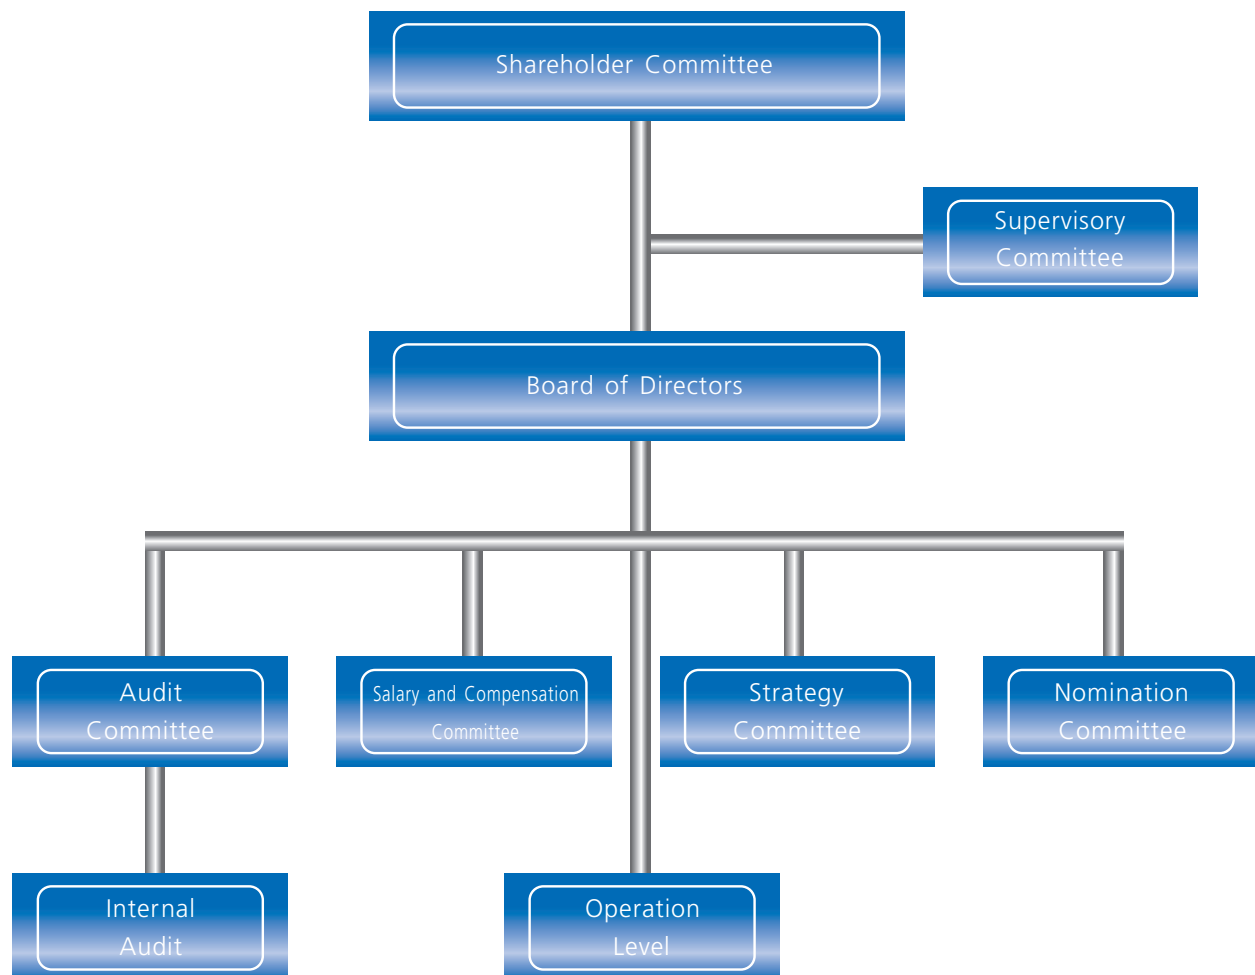 Shareholder Committee
Supervisory
Committee
Board of Directors
Audit
Committee
Salary and Compensation
Committee
Strategy
Committee
Nomination
Committee
Internal
Audit
Operation
Level